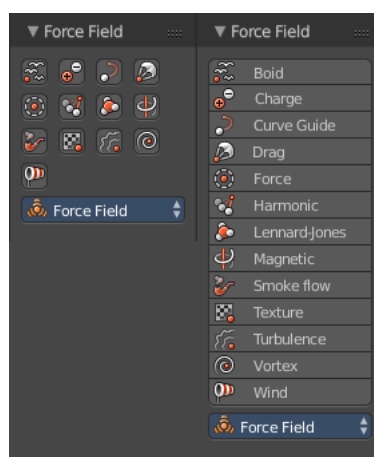 Force Field
Force Field
Force Field
Boid
Charge
Curve Guide
Drag
Force
Harmonic
Lennard-Jones
Magnetic
Smoke flow
Texture
Turbulence
Vortex
Wind
Force Field